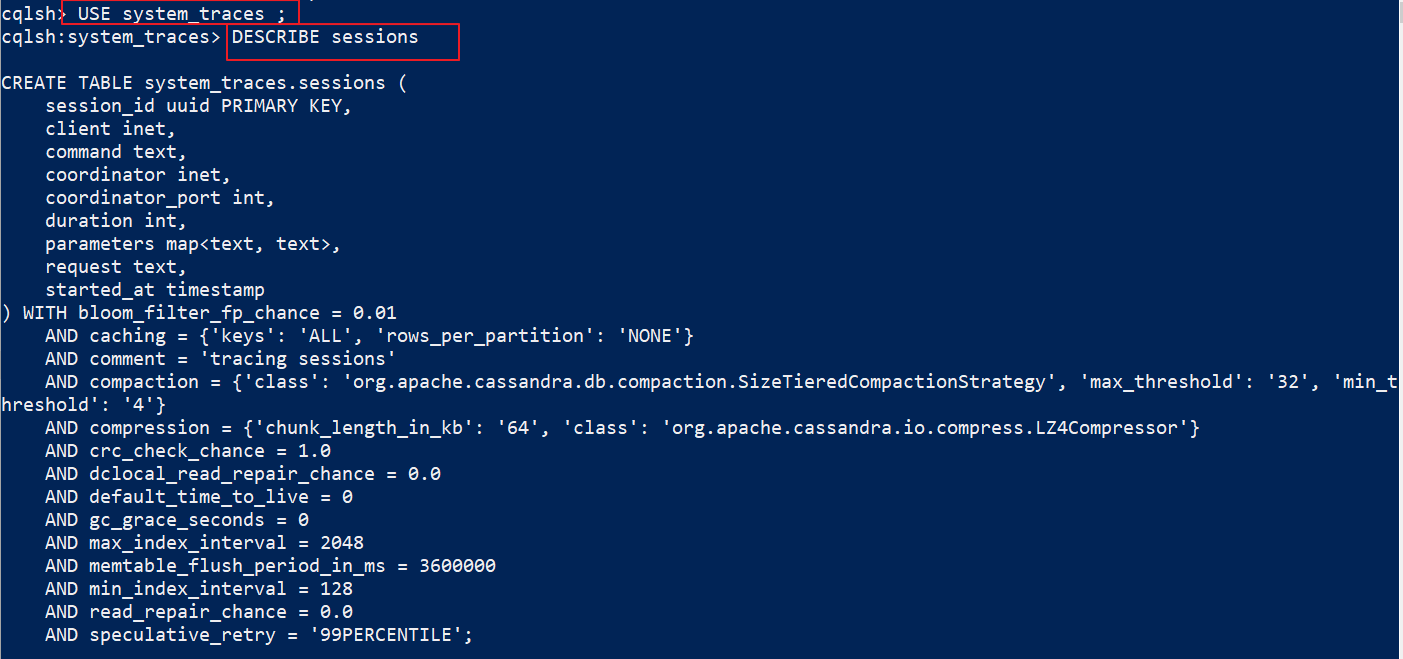 cqlsh> USE system_traces ;
cqlsh:system_traces> DESCRIBE sessions
CREATE TABLE system_traces.sessions (
    session_id uuid PRIMARY KEY,
    client inet,
    command text,
    coordinator inet,
    coordinator_port int,
    duration int,
    parameters map<text, text>,
    request text,
    started_at timestamp
) WITH bloom_filter_fp_chance = 0.01
    AND caching = {'keys': 'ALL', 'rows_per_partition': 'NONE'}
    AND comment = 'tracing sessions'
    AND compaction = {'class': 'org.apache.cassandra.db.compaction.SizeTieredCompactionStrategy', 'max_threshold': '32', 'min_t
hreshold': '4'}
    AND compression = {'chunk_length_in_kb': '64', 'class': 'org.apache.cassandra.io.compress.LZ4Compressor'}
    AND crc_check_chance = 1.0
    AND dclocal_read_repair_chance = 0.0
    AND default_time_to_live = 0
    AND gc_grace_seconds = 0
    AND max_index_interval = 2048
    AND memtable_flush_period_in_ms = 3600000
    AND min_index_interval = 128
    AND read_repair_chance = 0.0
    AND speculative_retry = '99PERCENTILE';